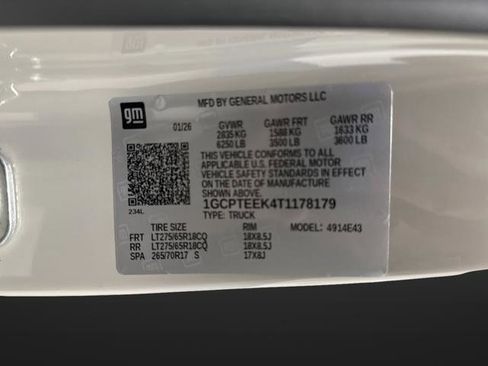 gm
MFD BY GENERAL MOTORS LLC
01/26 GVWR GAWR FRT GAWR RR
2835 KG 1588 KG 1633 KG
6250 LB 3500 LB 3600 LB
THIS VEHICLE CONFORMS TO ALL
APPLICABLE U.S. FEDERAL MOTOR
VEHICLE SAFETY STANDARDS IN EFFECT
ON THE DATE OF MANUFACTURE
SHOWN ABOVE.
1GCPTEEK4T1178179
234L TYPE: TRUCK
TIRE SIZE RIM MODEL: 4914E43
FRT LT275/65R18CQ 18X8.5J
RR LT275/65R18CQ 18X8.5J
SPA 265/70R17 S 17X8J